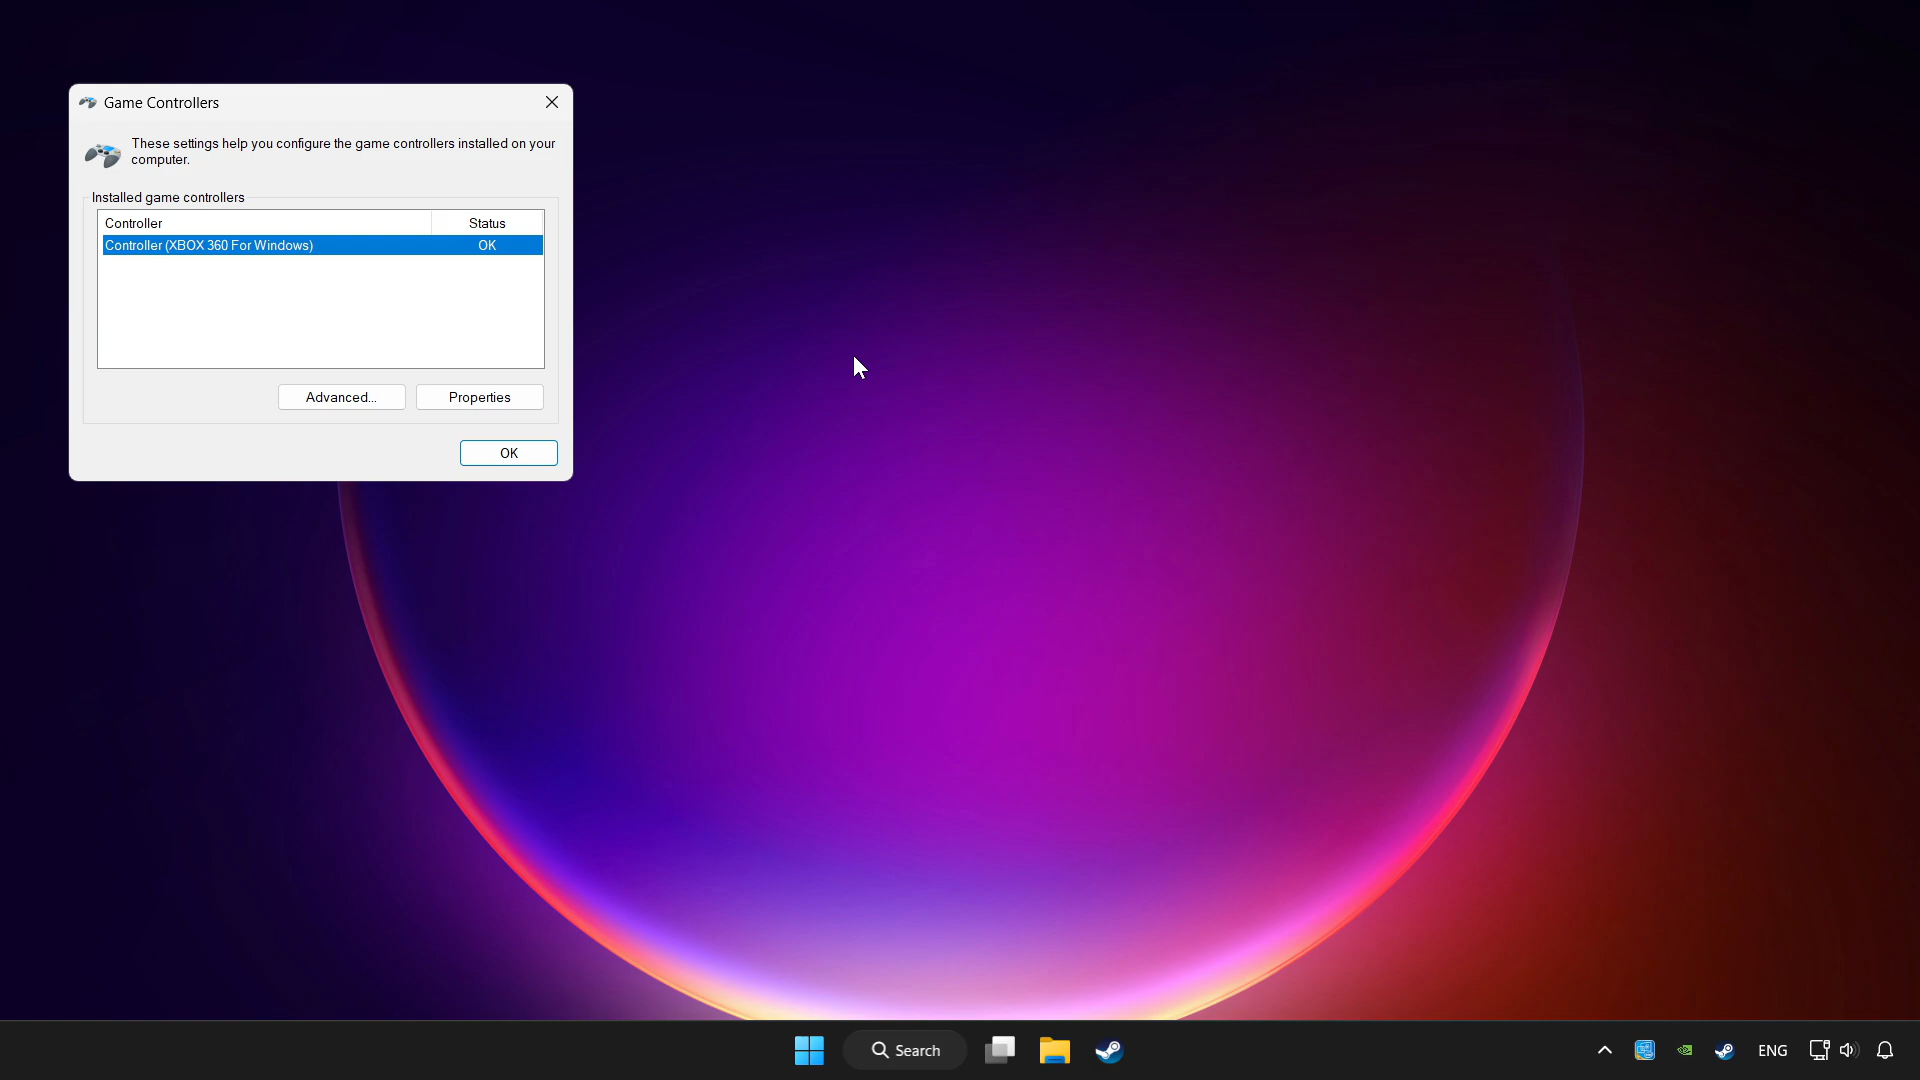 Game Controllers
These settings help you configure the game controllers installed on your
computer.
Installed game controllers
Controller Status
Controller (XBOX 360 For Windows) OK
Advanced... Properties
OK
Search ENG